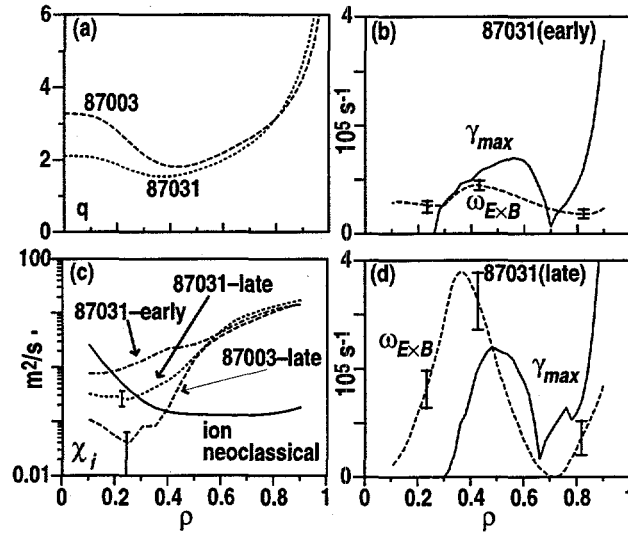 (a)
6
4
2
0
87003
87031
q
(b)
87031(early)
4
10⁵ s⁻¹
0
γmax
ωE×B
(c)
100
m²/s
0.01
87031–early
87031–late
87003–late
ion
neoclassical
χi
0 0.2 0.4 0.6 0.8 1
ρ
(d)
87031(late)
4
10⁵ s⁻¹
0
ωE×B
γmax
0 0.2 0.4 0.6 0.8 1
ρ